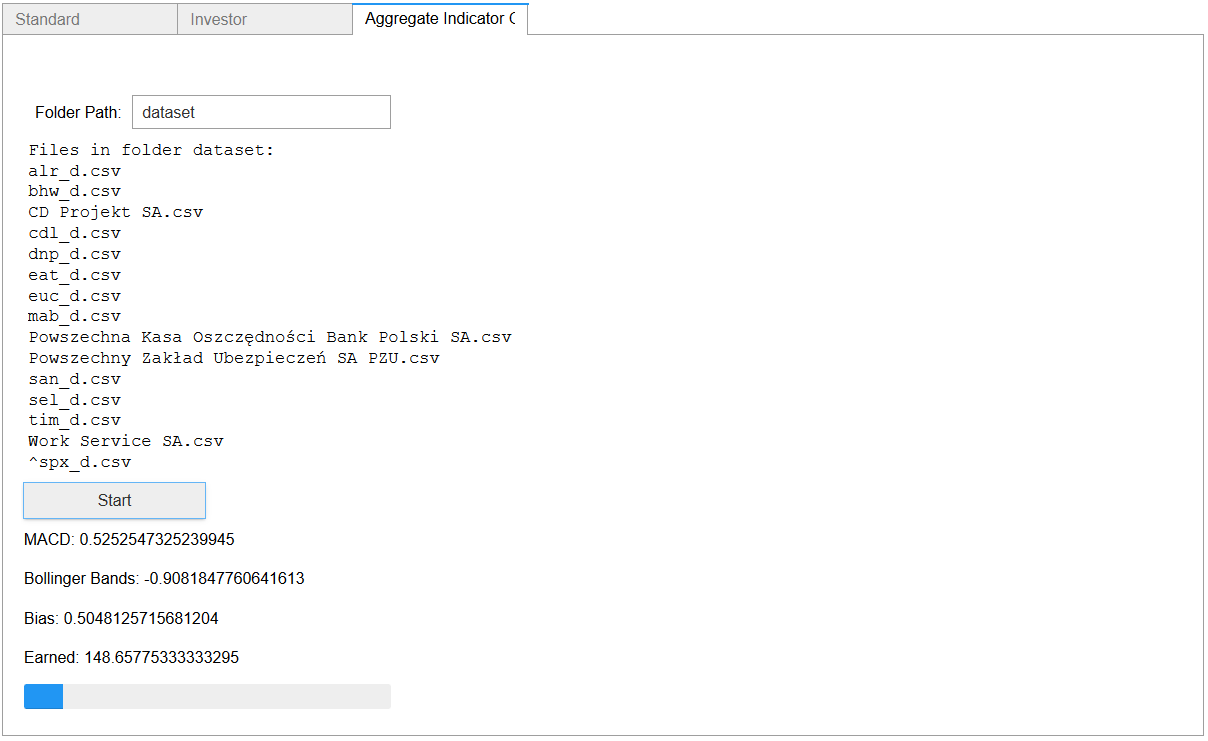 Standard
Investor
Aggregate Indicator
Folder Path: dataset
Files in folder dataset:
alr_d.csv
bhw_d.csv
CD Projekt SA.csv
cdl_d.csv
dnp_d.csv
eat_d.csv
euc_d.csv
mab_d.csv
Powszechna Kasa Oszczędności Bank Polski SA.csv
Powszechny Zakład Ubezpieczeń SA PZU.csv
san_d.csv
sel_d.csv
tim_d.csv
Work Service SA.csv
^spx_d.csv
Start
MACD: 0.5252547325239945
Bollinger Bands: -0.9081847760641613
Bias: 0.5048125715681204
Earned: 148.65775333333295